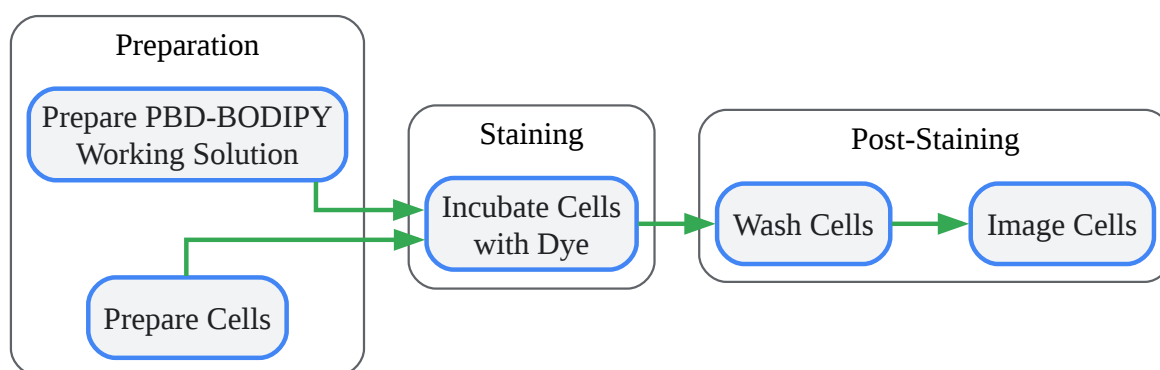 Preparation
Prepare PBD-BODIPY
Working Solution
Prepare Cells
Staining
Incubate Cells
with Dye
Post-Staining
Wash Cells
Image Cells